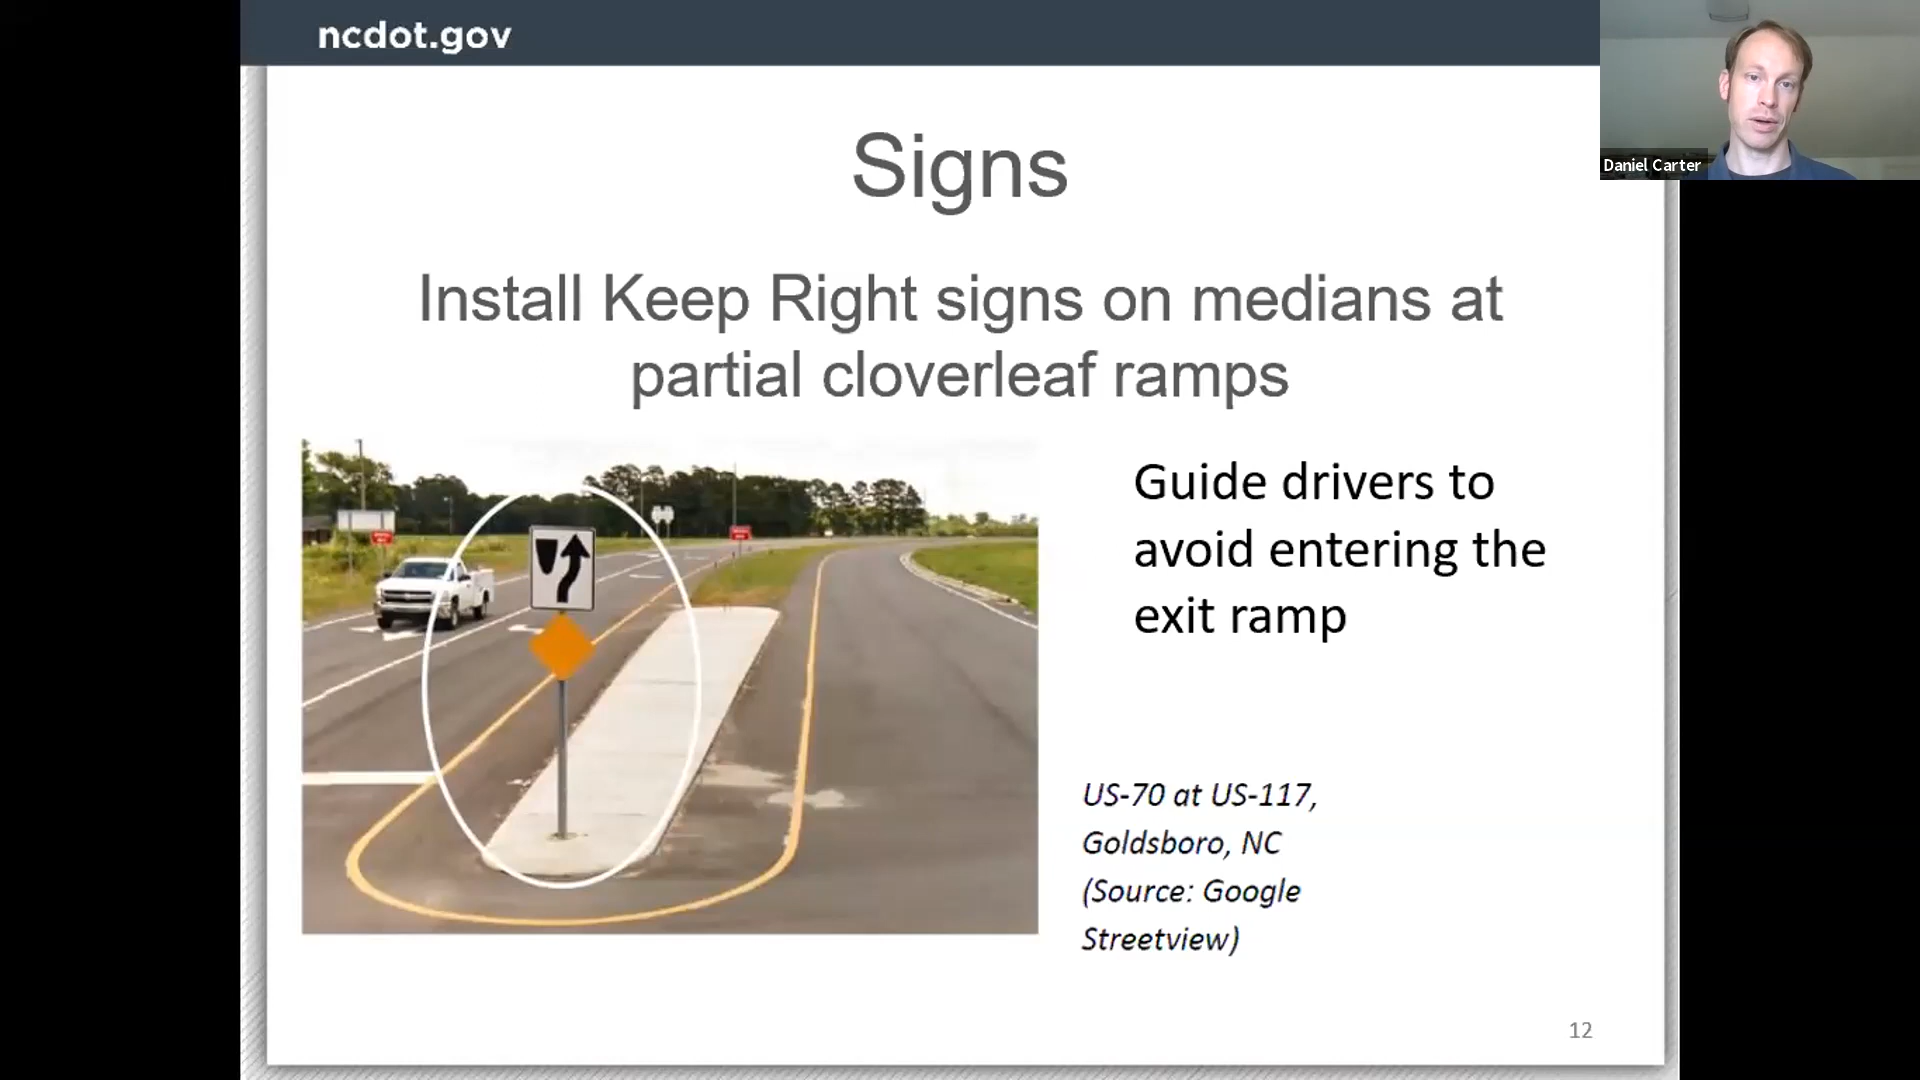 ncdot.gov
Daniel Carter
Signs
Install Keep Right signs on medians at
partial cloverleaf ramps
Guide drivers to
avoid entering the
exit ramp
US-70 at US-117,
Goldsboro, NC
(Source: Google
Streetview)
12